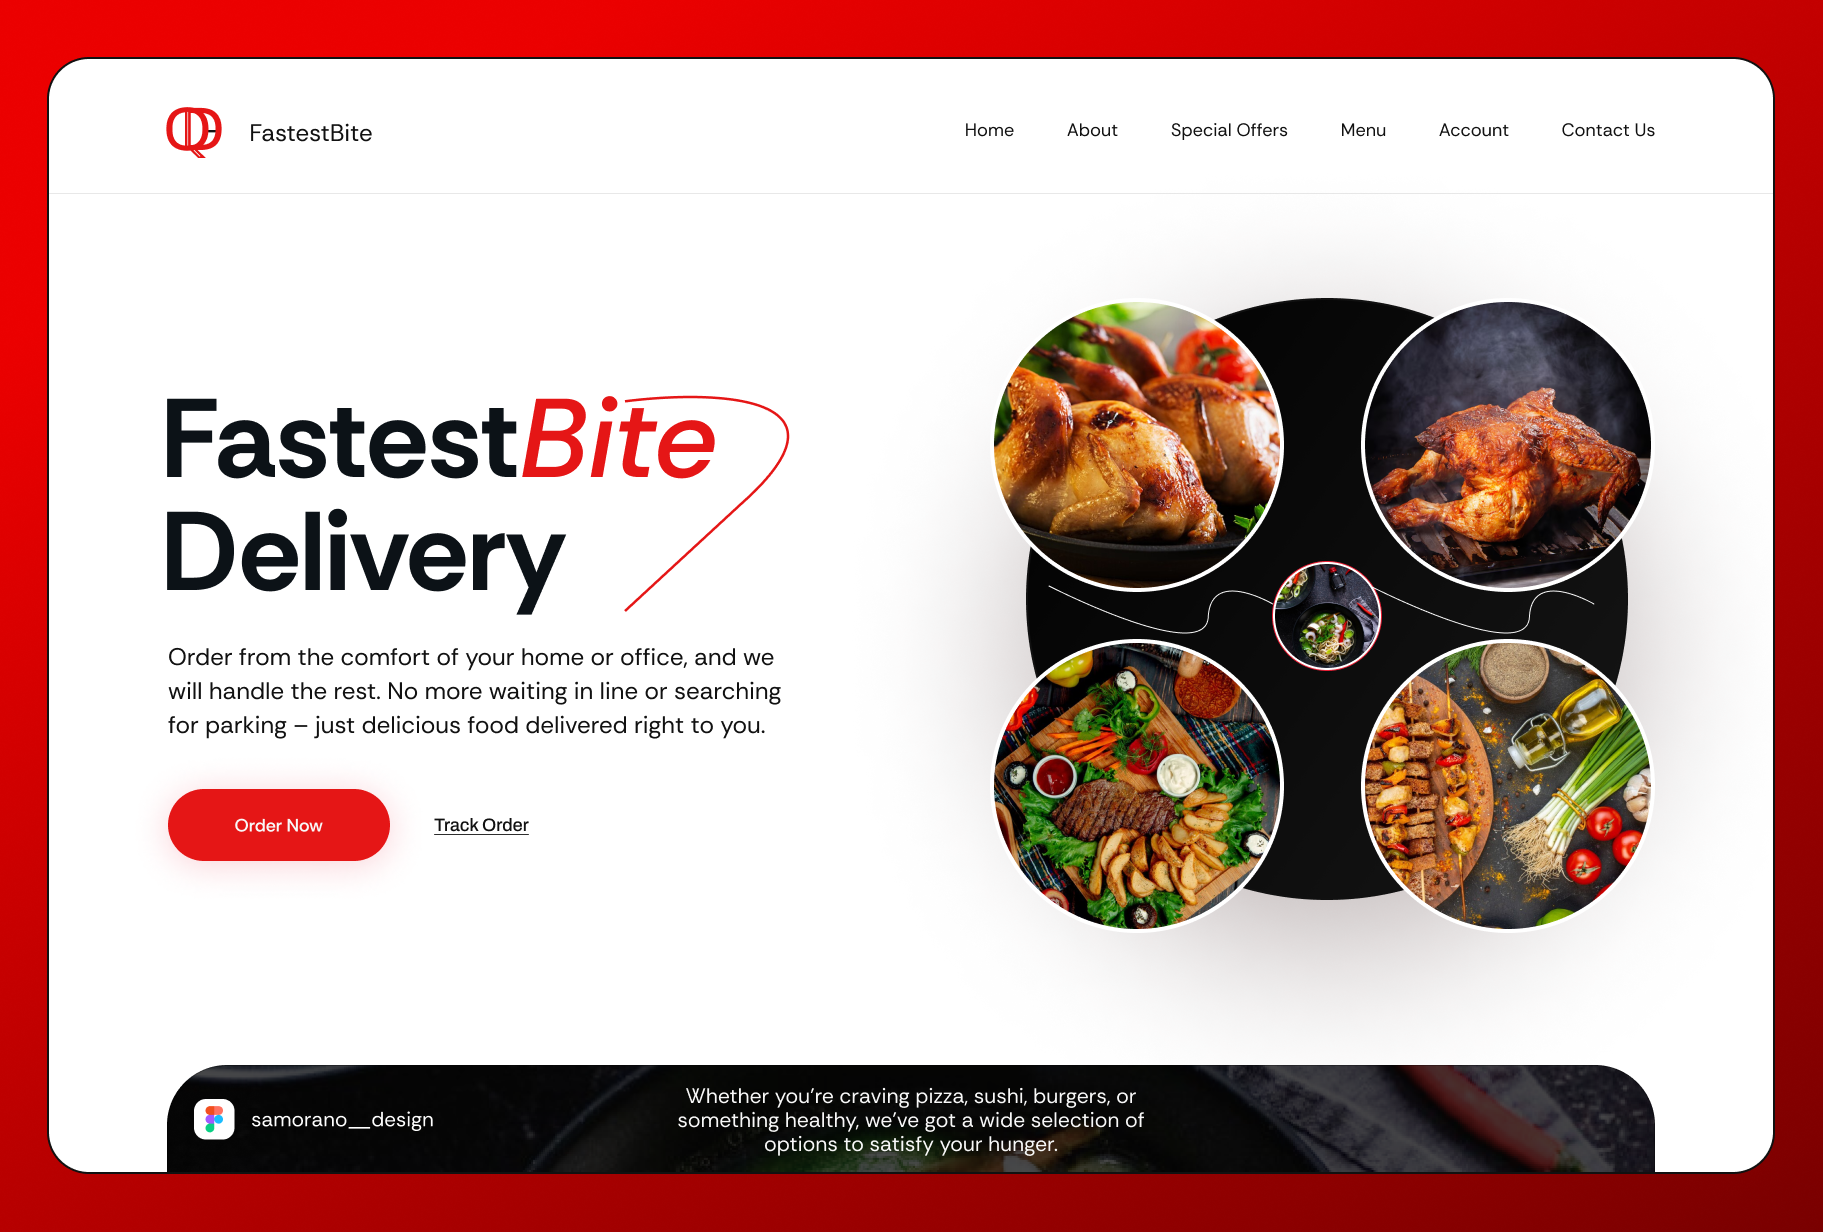 FastestBite
Home About Special Offers Menu Account Contact Us
FastestBite
Delivery
Order from the comfort of your home or office, and we
will handle the rest. No more waiting in line or searching
for parking – just delicious food delivered right to you.
Order Now Track Order
samorano__design
Whether you’re craving pizza, sushi, burgers, or
something healthy, we’ve got a wide selection of
options to satisfy your hunger.